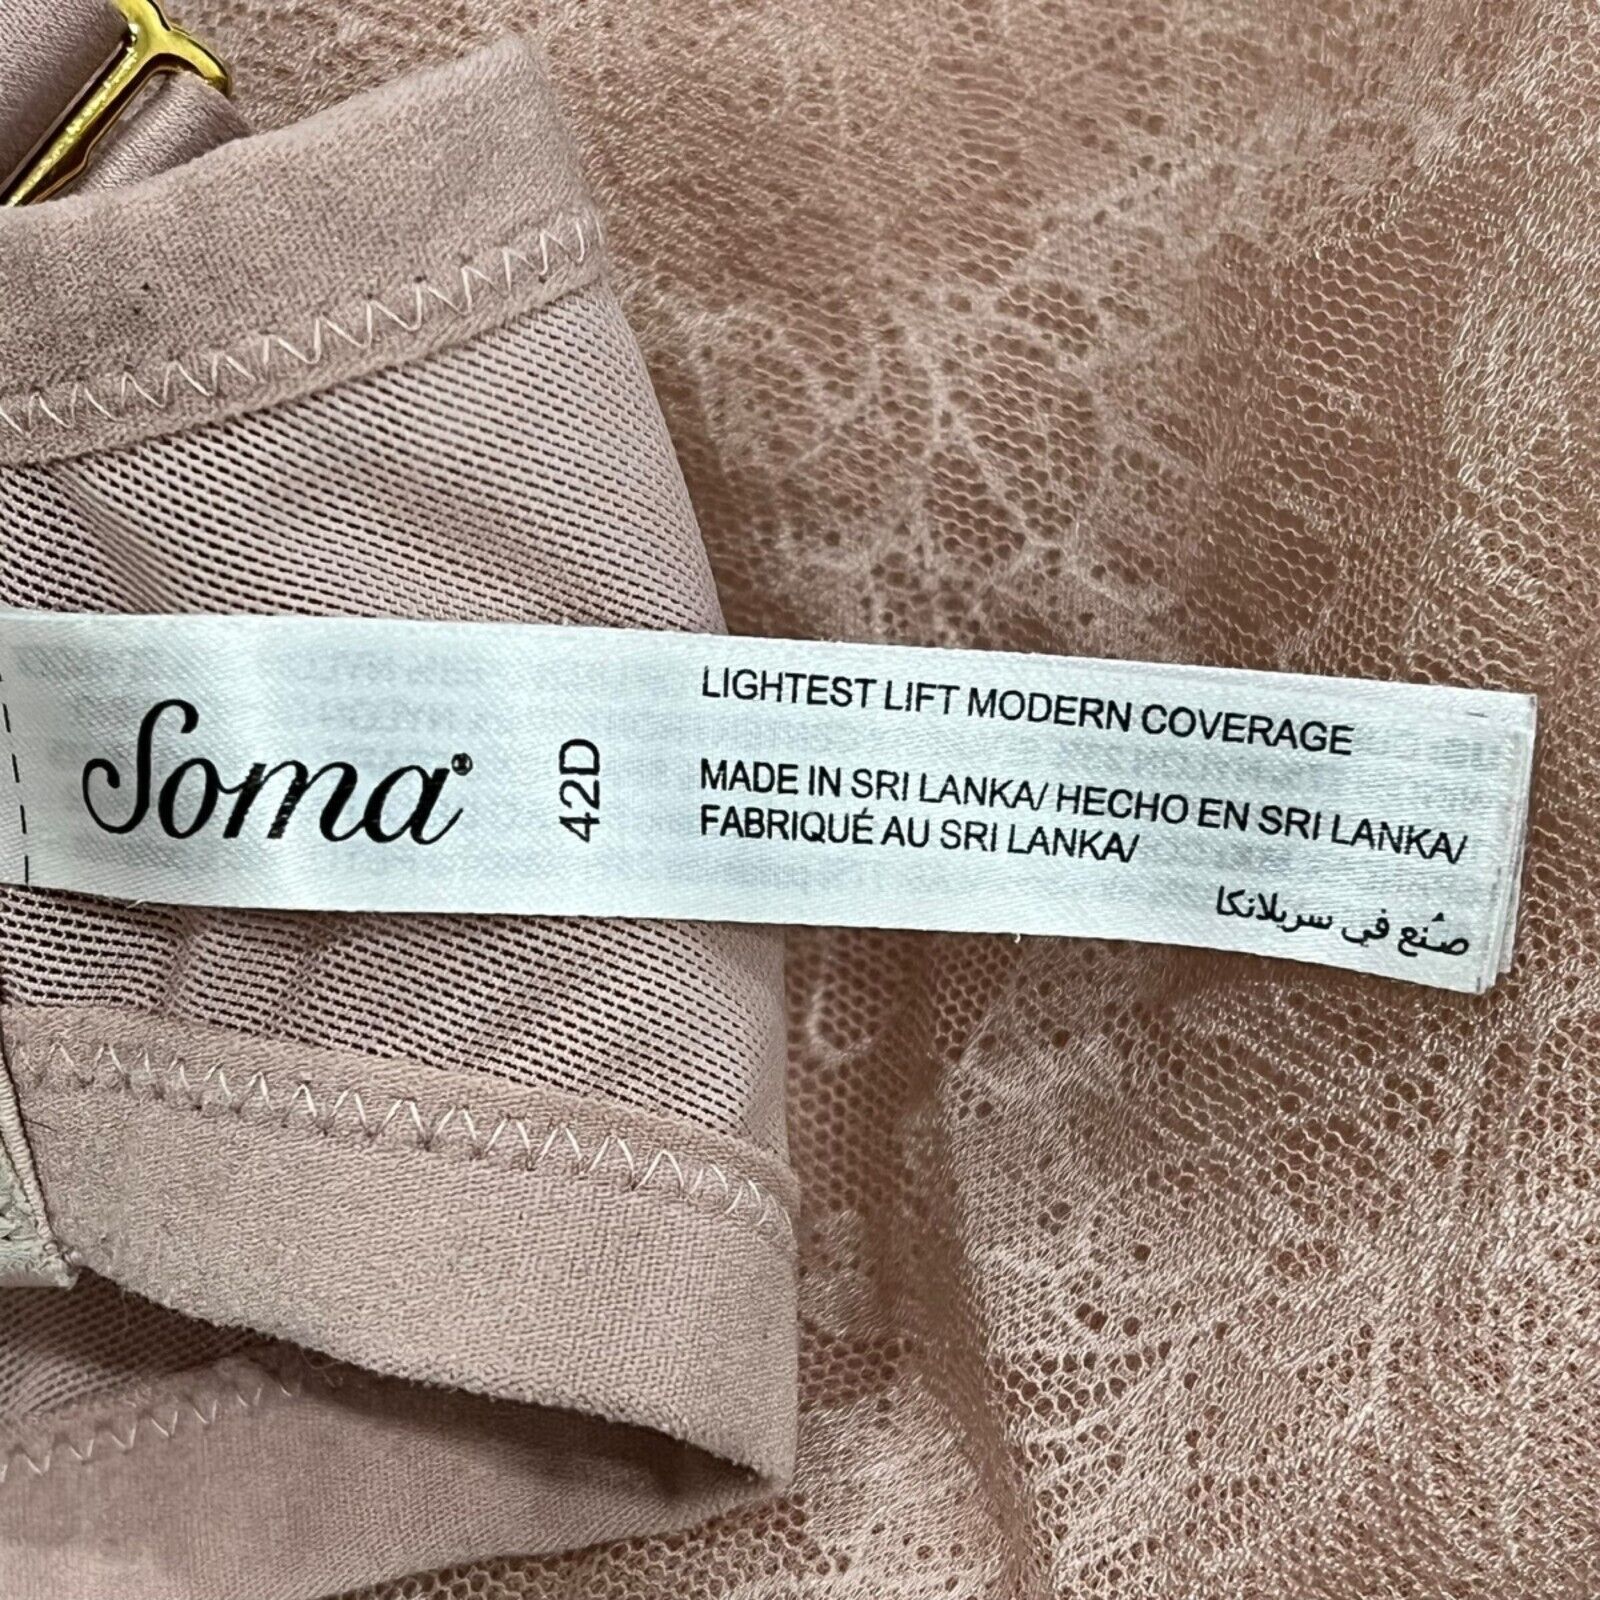 Soma®
42D
LIGHTEST LIFT MODERN COVERAGE
MADE IN SRI LANKA/ HECHO EN SRI LANKA/
FABRIQUÉ AU SRI LANKA/
صُنع في سريلانكا